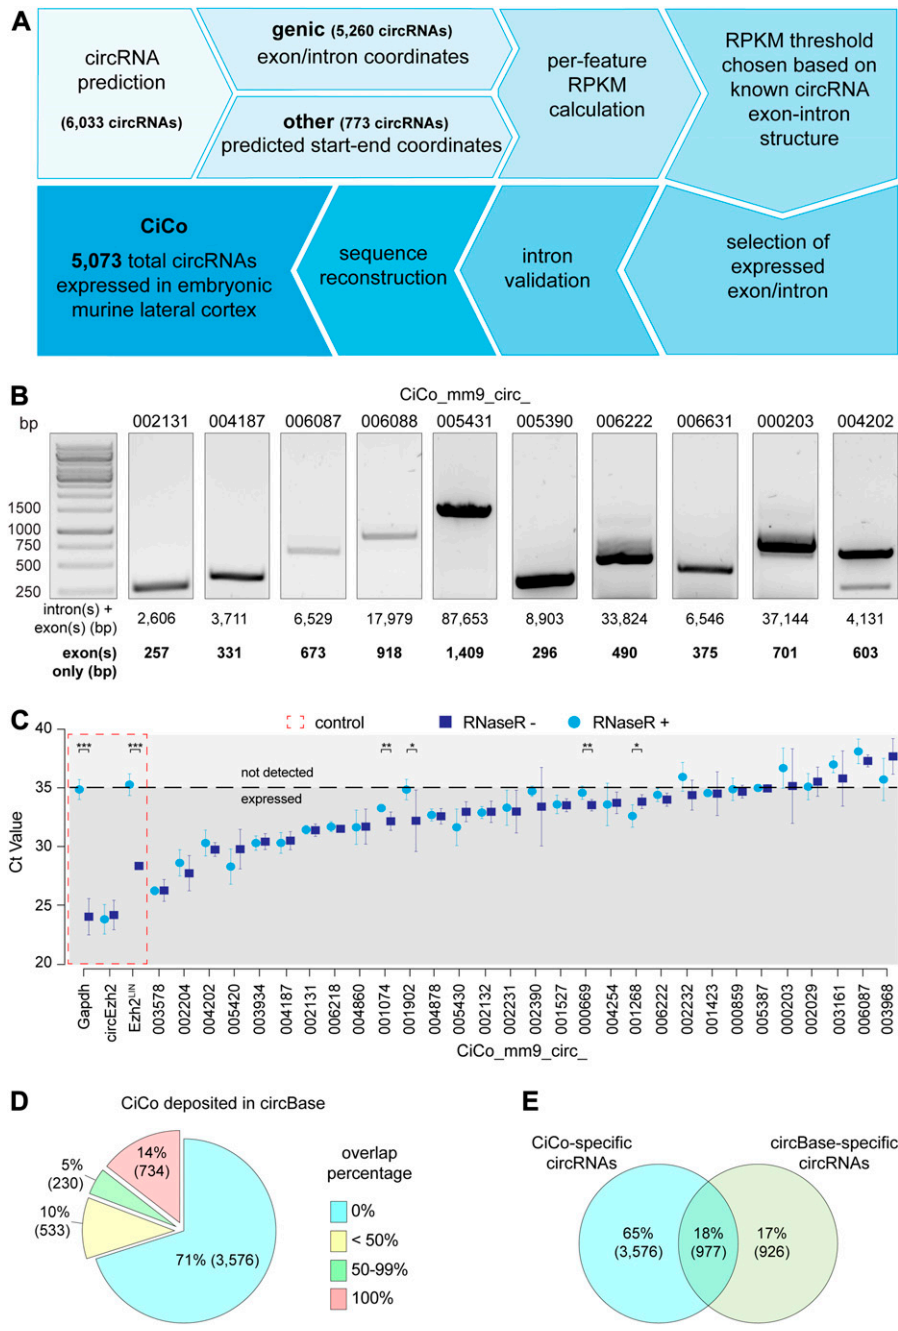 A
circRNA
prediction
(6,033 circRNAs)
genic (5,260 circRNAs)
exon/intron coordinates
other (773 circRNAs)
predicted start-end coordinates
per-feature
RPKM
calculation
RPKM threshold
chosen based on
known circRNA
exon-intron
structure
CiCo
5,073 total circRNAs
expressed in embryonic
murine lateral cortex
sequence
reconstruction
intron
validation
selection of
expressed
exon/intron
B
CiCo_mm9_circ_
bp
002131 004187 006087 006088 005431 005390 006222 006631 000203 004202
1500
1000
750
500
250
intron(s) +
exon(s) (bp)
2,606 3,711 6,529 17,979 87,653 8,903 33,824 6,546 37,144 4,131
exon(s)
only (bp)
257 331 673 918 1,409 296 490 375 701 603
C
control RNaseR - RNaseR +
Ct Value
40
35
30
25
20
*** *** ** * ** *
not detected
expressed
Gapdh
circEzh2
Ezh2LIN
003578
002204
004202
005420
003934
004187
002131
006218
004860
001074
001902
004878
005430
002132
002231
002390
001527
000669
004254
001268
006222
002232
001423
000859
005387
000203
002029
003161
006087
003968
CiCo_mm9_circ_
D
CiCo deposited in circBase
14%
(734)
5%
(230)
10%
(533)
71% (3,576)
overlap
percentage
0%
< 50%
50-99%
100%
E
CiCo-specific
circRNAs
circBase-specific
circRNAs
65%
(3,576)
18%
(977)
17%
(926)